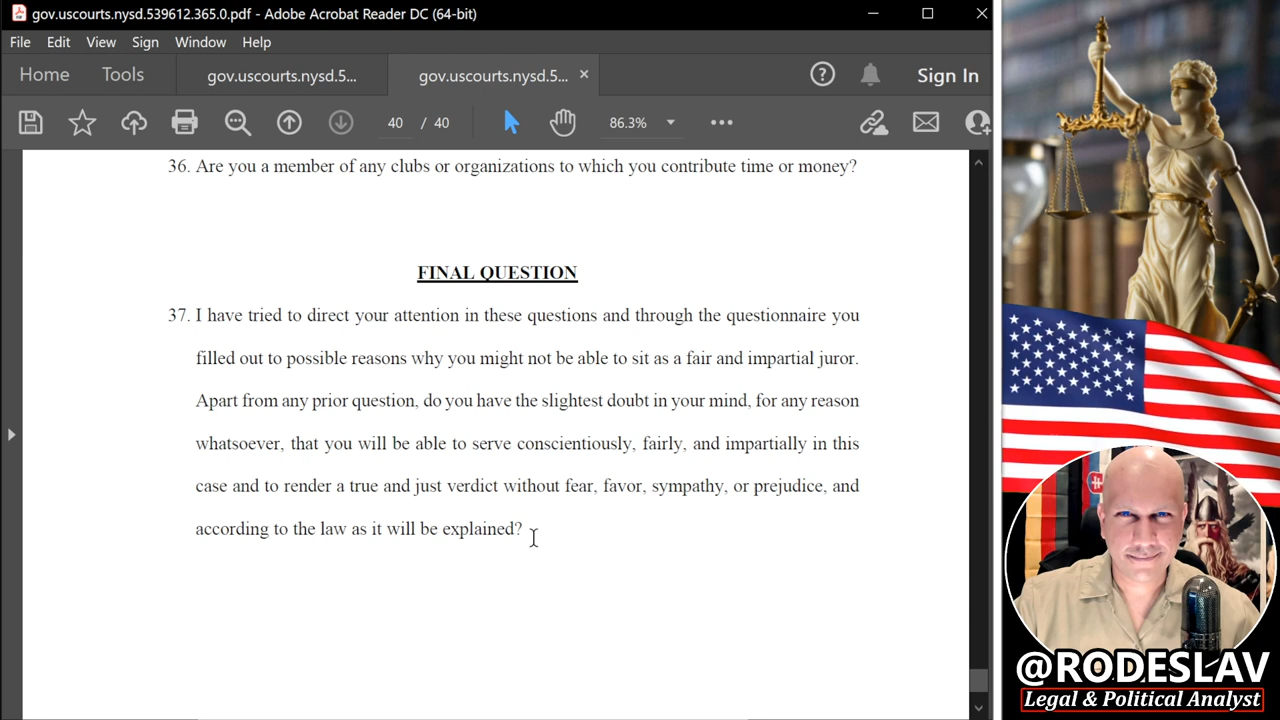 gov.uscourts.nysd.539612.365.0.pdf - Adobe Acrobat Reader DC (64-bit)
File Edit View Sign Window Help
Home Tools gov.uscourts.nysd.5... gov.uscourts.nysd.5... Sign In
40 / 40 86.3%
36. Are you a member of any clubs or organizations to which you contribute time or money?
FINAL QUESTION
37. I have tried to direct your attention in these questions and through the questionnaire you
filled out to possible reasons why you might not be able to sit as a fair and impartial juror.
Apart from any prior question, do you have the slightest doubt in your mind, for any reason
whatsoever, that you will be able to serve conscientiously, fairly, and impartially in this
case and to render a true and just verdict without fear, favor, sympathy, or prejudice, and
according to the law as it will be explained?
@RODESLAV
Legal & Political Analyst